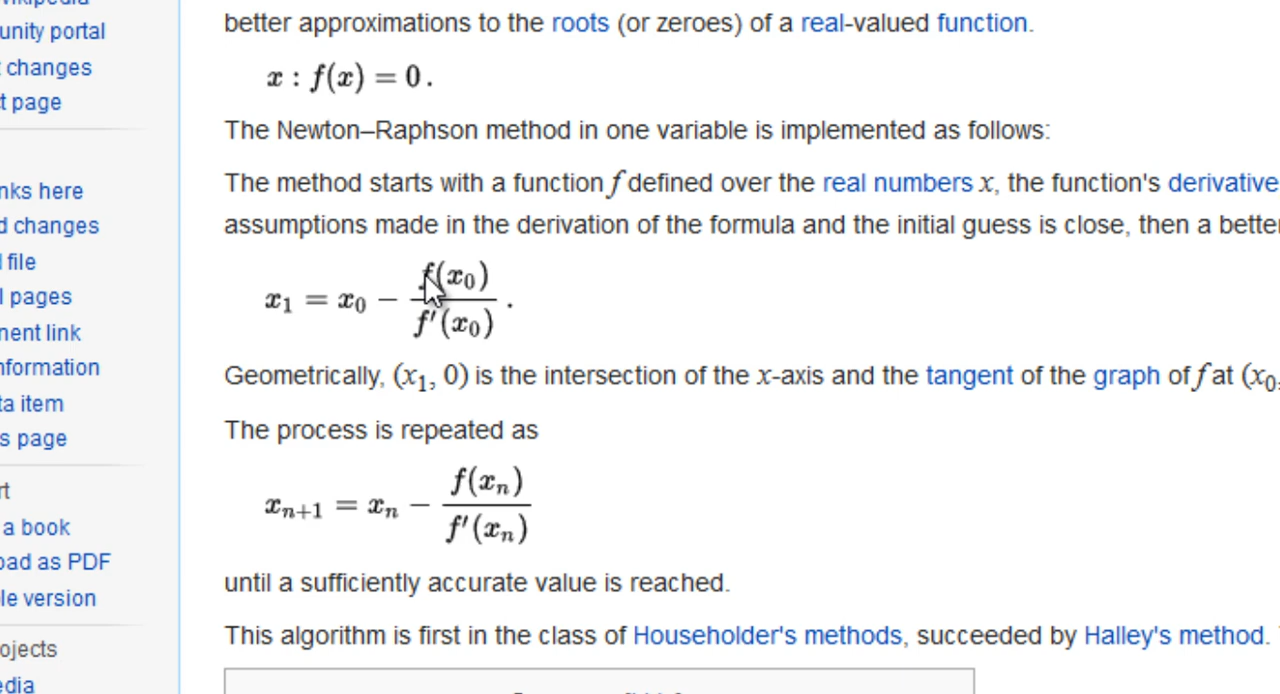 better approximations to the roots (or zeroes) of a real-valued function.
unity portal
x : f(x) = 0 .
changes
t page
The Newton–Raphson method in one variable is implemented as follows:
The method starts with a function f defined over the real numbers x, the function's derivative
nks here
assumptions made in the derivation of the formula and the initial guess is close, then a better
d changes
file
x₁ = x₀ − f(x₀) / f′(x₀) .
l pages
nent link
Geometrically, (x₁, 0) is the intersection of the x-axis and the tangent of the graph of f at (x₀,
nformation
ta item
The process is repeated as
s page
rt
xₙ₊₁ = xₙ − f(xₙ) / f′(xₙ)
a book
oad as PDF
until a sufficiently accurate value is reached.
le version
This algorithm is first in the class of Householder's methods, succeeded by Halley's method.
ojects
edia